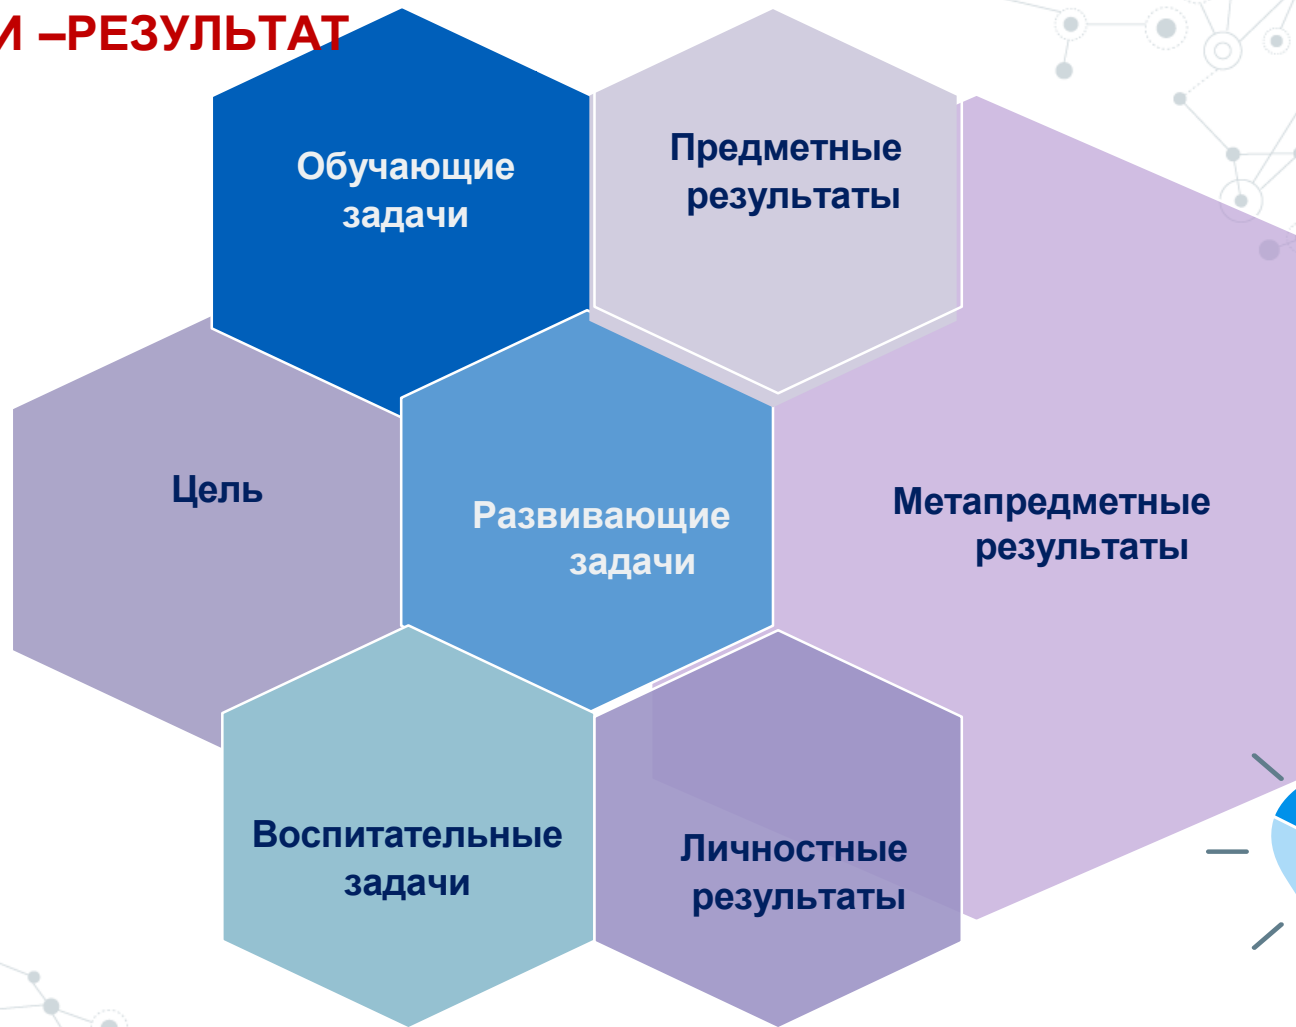 И –РЕЗУЛЬТАТ
Обучающие
задачи
Предметные
результаты
Цель
Развивающие
задачи
Метапредметные
результаты
Воспитательные
задачи
Личностные
результаты